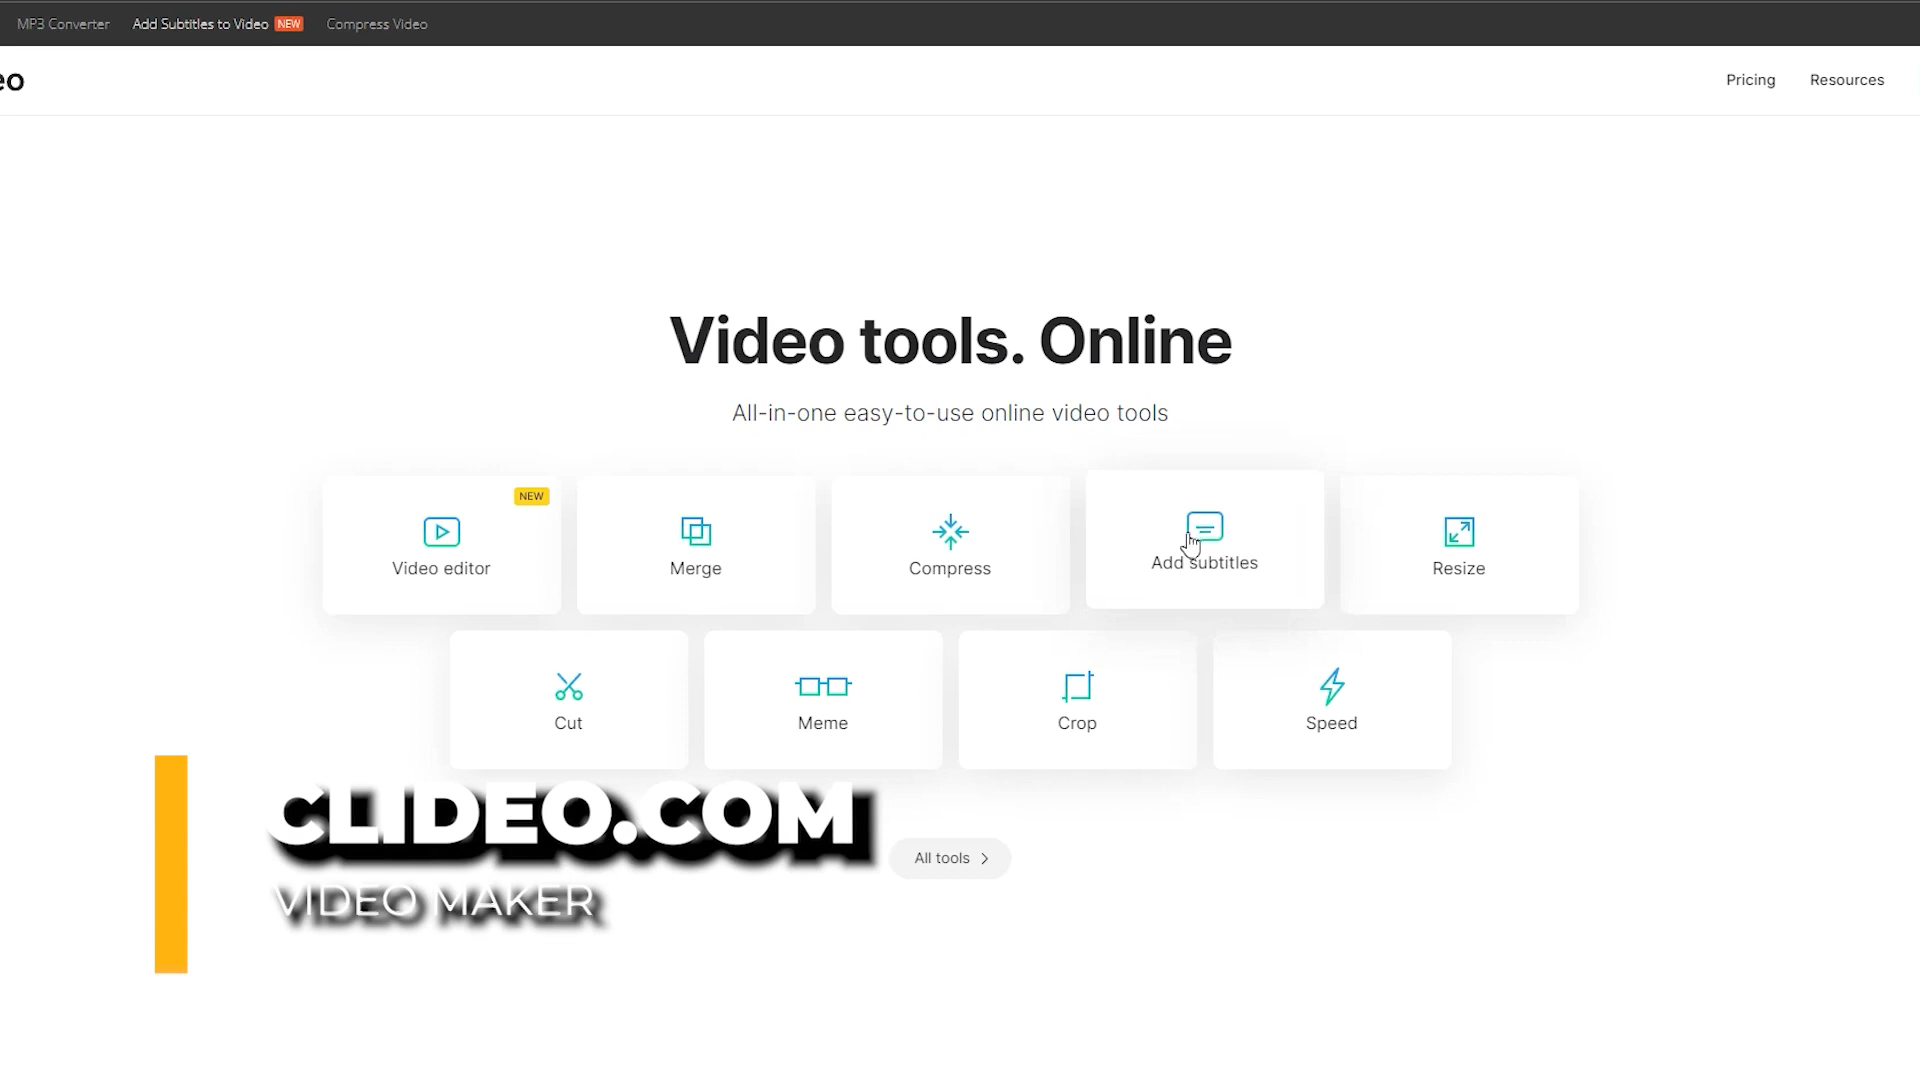 MP3 Converter Add Subtitles to Video NEW Compress Video
eo Pricing Resources
Video tools. Online
All-in-one easy-to-use online video tools
NEW
Video editor Merge Compress Add subtitles Resize
Cut Meme Crop Speed
CLIDEO.COM
All tools
VIDEO MAKER